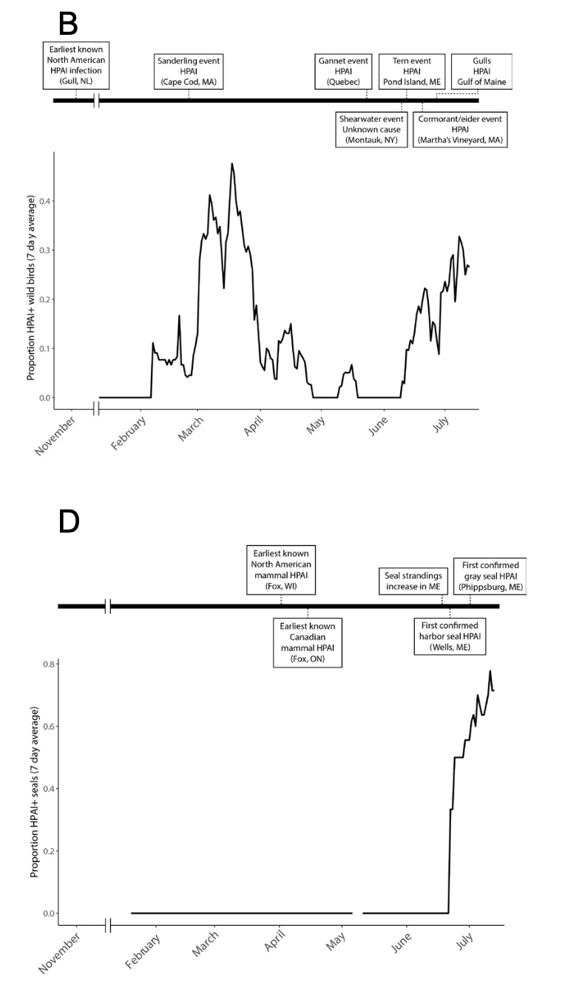 B
Earliest known
North American
HPAI infection
(Gull, NL)
Sanderling event
HPAI
(Cape Cod, MA)
Gannet event
HPAI
(Quebec)
Tern event
HPAI
Pond Island, ME
Gulls
HPAI
Gulf of Maine
Shearwater event
Unknown cause
(Montauk, NY)
Cormorant/eider event
HPAI
(Martha's Vineyard, MA)
Proportion HPAI+ wild birds (7 day average)
0.4
0.3
0.2
0.1
0.0
November
February
March
April
May
June
July
D
Earliest known
North American
mammal HPAI
(Fox, WI)
Seal strandings
increase in ME
First confirmed
gray seal HPAI
(Phippsburg, ME)
Earliest known
Canadian
mammal HPAI
(Fox, ON)
First confirmed
harbor seal HPAI
(Wells, ME)
Proportion HPAI+ seals (7 day average)
0.8
0.6
0.4
0.2
0.0
November
February
March
April
May
June
July